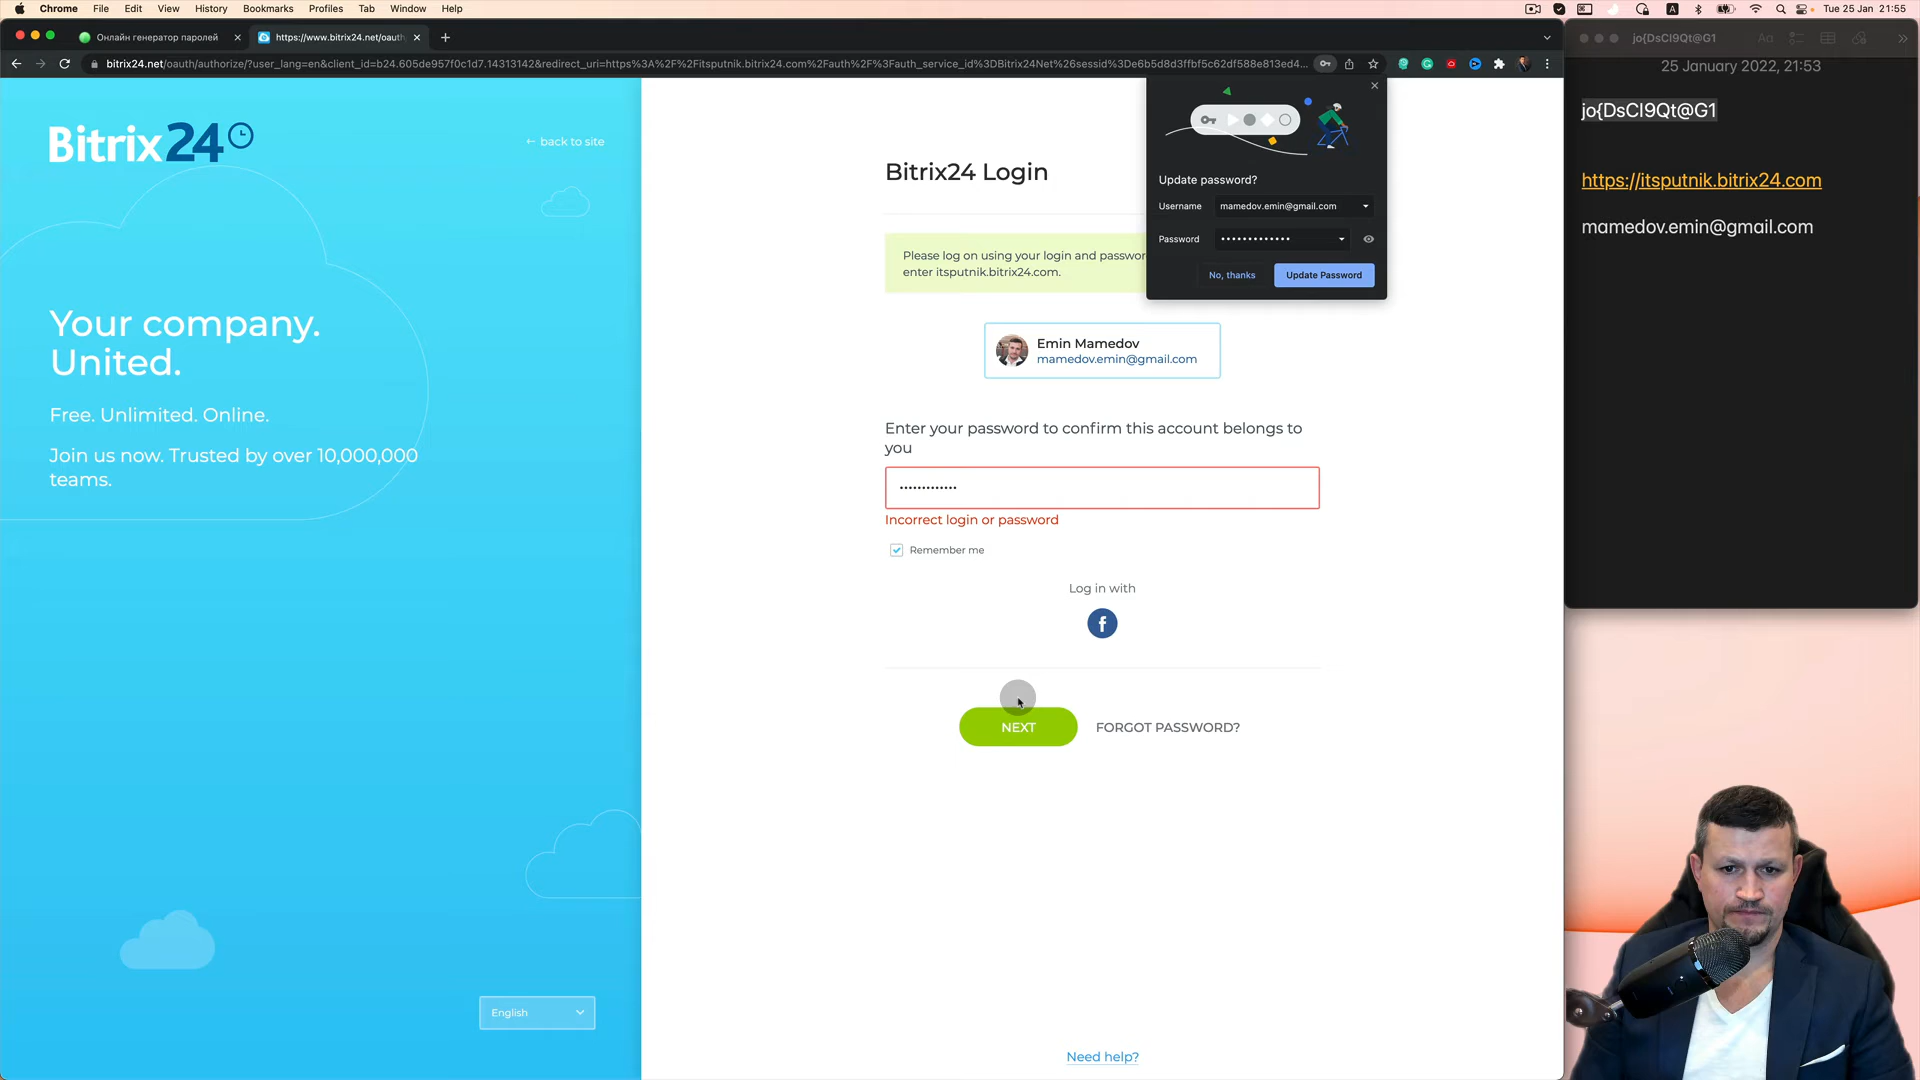 Chrome File Edit View History Bookmarks Profiles Tab Window Help
A
Tue 25 Jan 21:55
Онлайн генератор паролей
https://www.bitrix24.net/oauth
bitrix24.net/oauth/authorize/?user_lang=en&client_id=b24.605de957f0c1d7.14313142&redirect_uri=https%3A%2F%2Fitsputnik.bitrix24.com%2Fauth%2F%3Fauth_service_id%3DBitrix24Net%26sessid%3De6b5d8d3ffbf5c62df588e813ed4...
Bitrix24
← back to site
Your company.
United.
Free. Unlimited. Online.
Join us now. Trusted by over 10,000,000
teams.
English
Bitrix24 Login
Please log on using your login and passwor
enter itsputnik.bitrix24.com.
Update password?
Username mamedov.emin@gmail.com
Password •••••••••••••
No, thanks Update Password
Emin Mamedov
mamedov.emin@gmail.com
Enter your password to confirm this account belongs to
you
•••••••••••••
Incorrect login or password
Remember me
Log in with
f
NEXT FORGOT PASSWORD?
Need help?
jo{DsCI9Qt@G1
Aa
25 January 2022, 21:53
jo{DsCI9Qt@G1
https://itsputnik.bitrix24.com
mamedov.emin@gmail.com